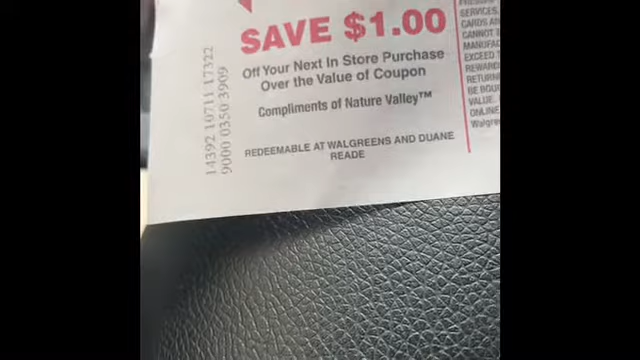 SAVE $1.00
Off Your Next In Store Purchase
Over the Value of Coupon
Compliments of Nature Valley™
REDEEMABLE AT WALGREENS AND DUANE
READE
14392 10711 17322
9000 0350 3909
SERVICES,
CARDS AN
CANNOT
MANUFAC
EXCEED T
REWARD
RETURN
BE BOU
VALUE.
ONLINE
Walgre